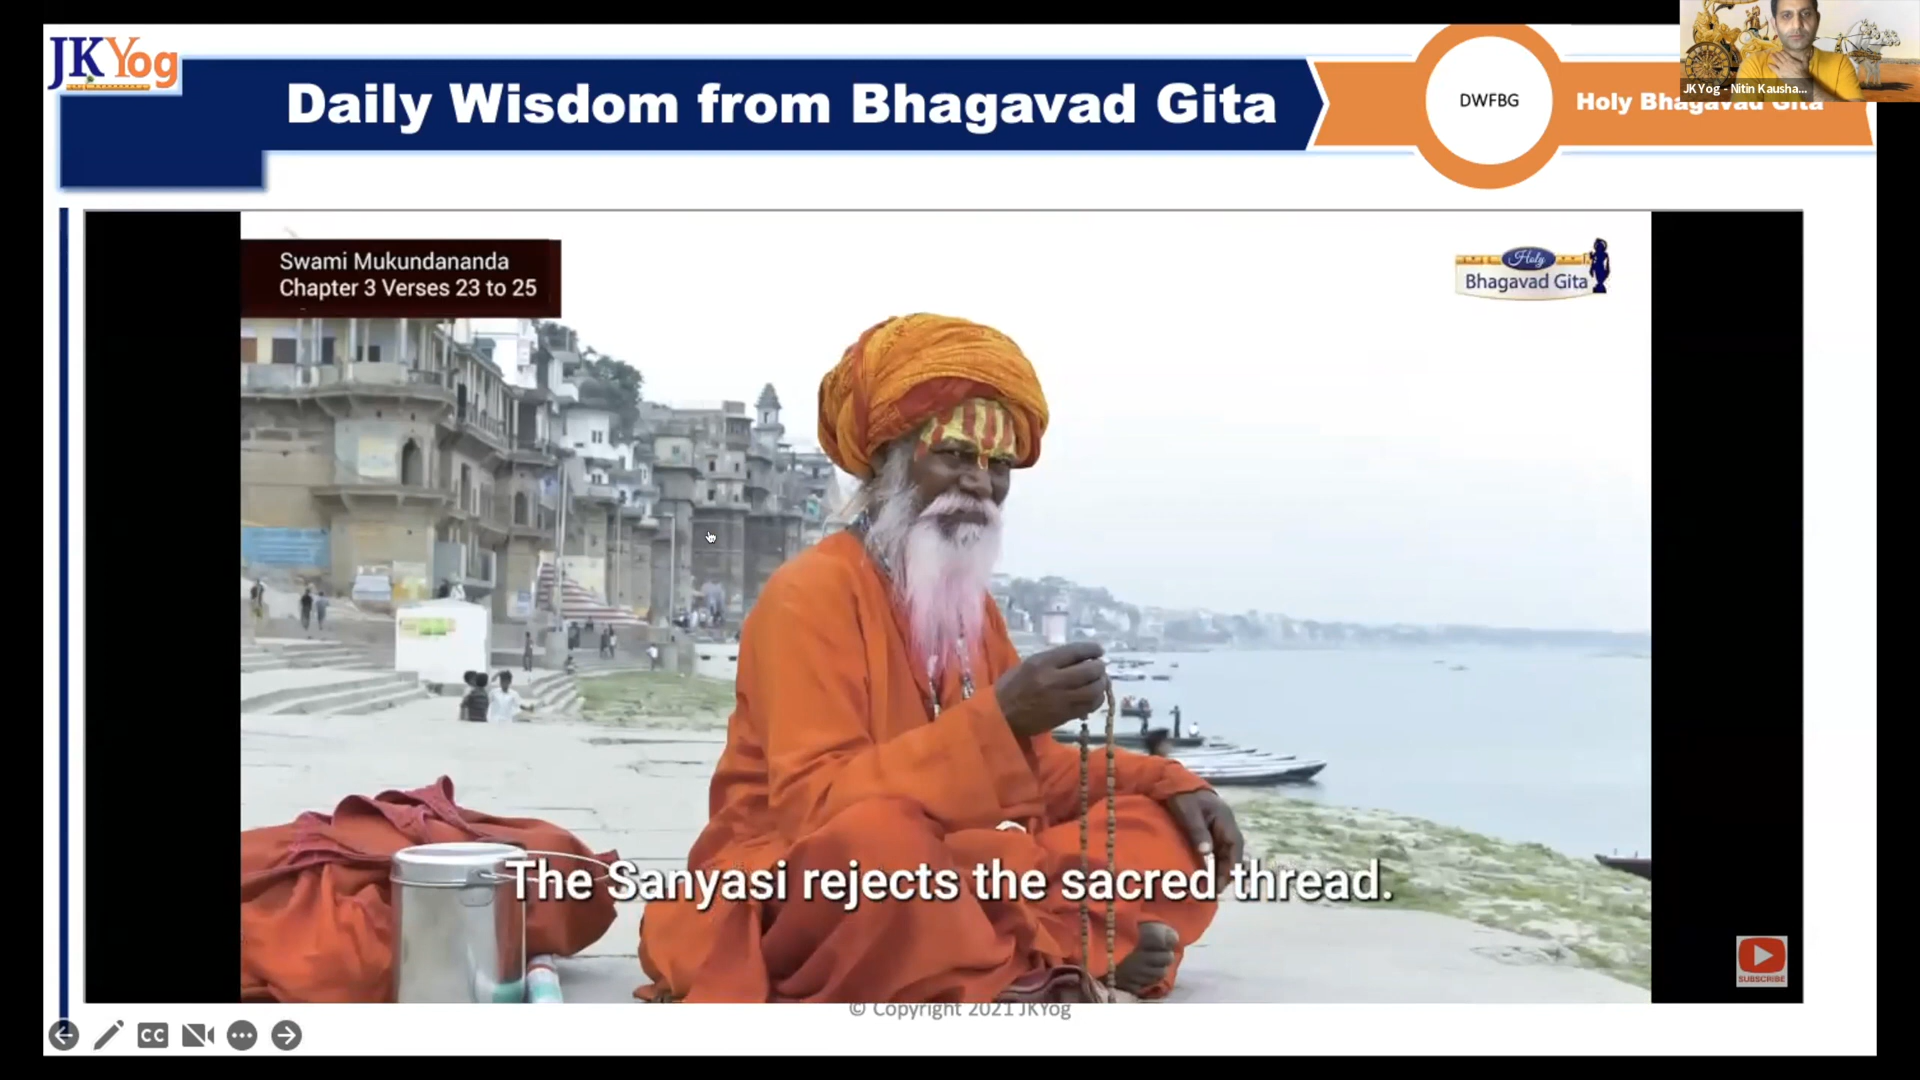 JKYog
Daily Wisdom from Bhagavad Gita
DWFBG
Holy Bhagavad Gita
JKYog - Nitin Kausha...
Swami Mukundananda
Chapter 3 Verses 23 to 25
Holy
Bhagavad Gita
The Sanyasi rejects the sacred thread.
SUBSCRIBE
© Copyright 2021 JKYog
CC